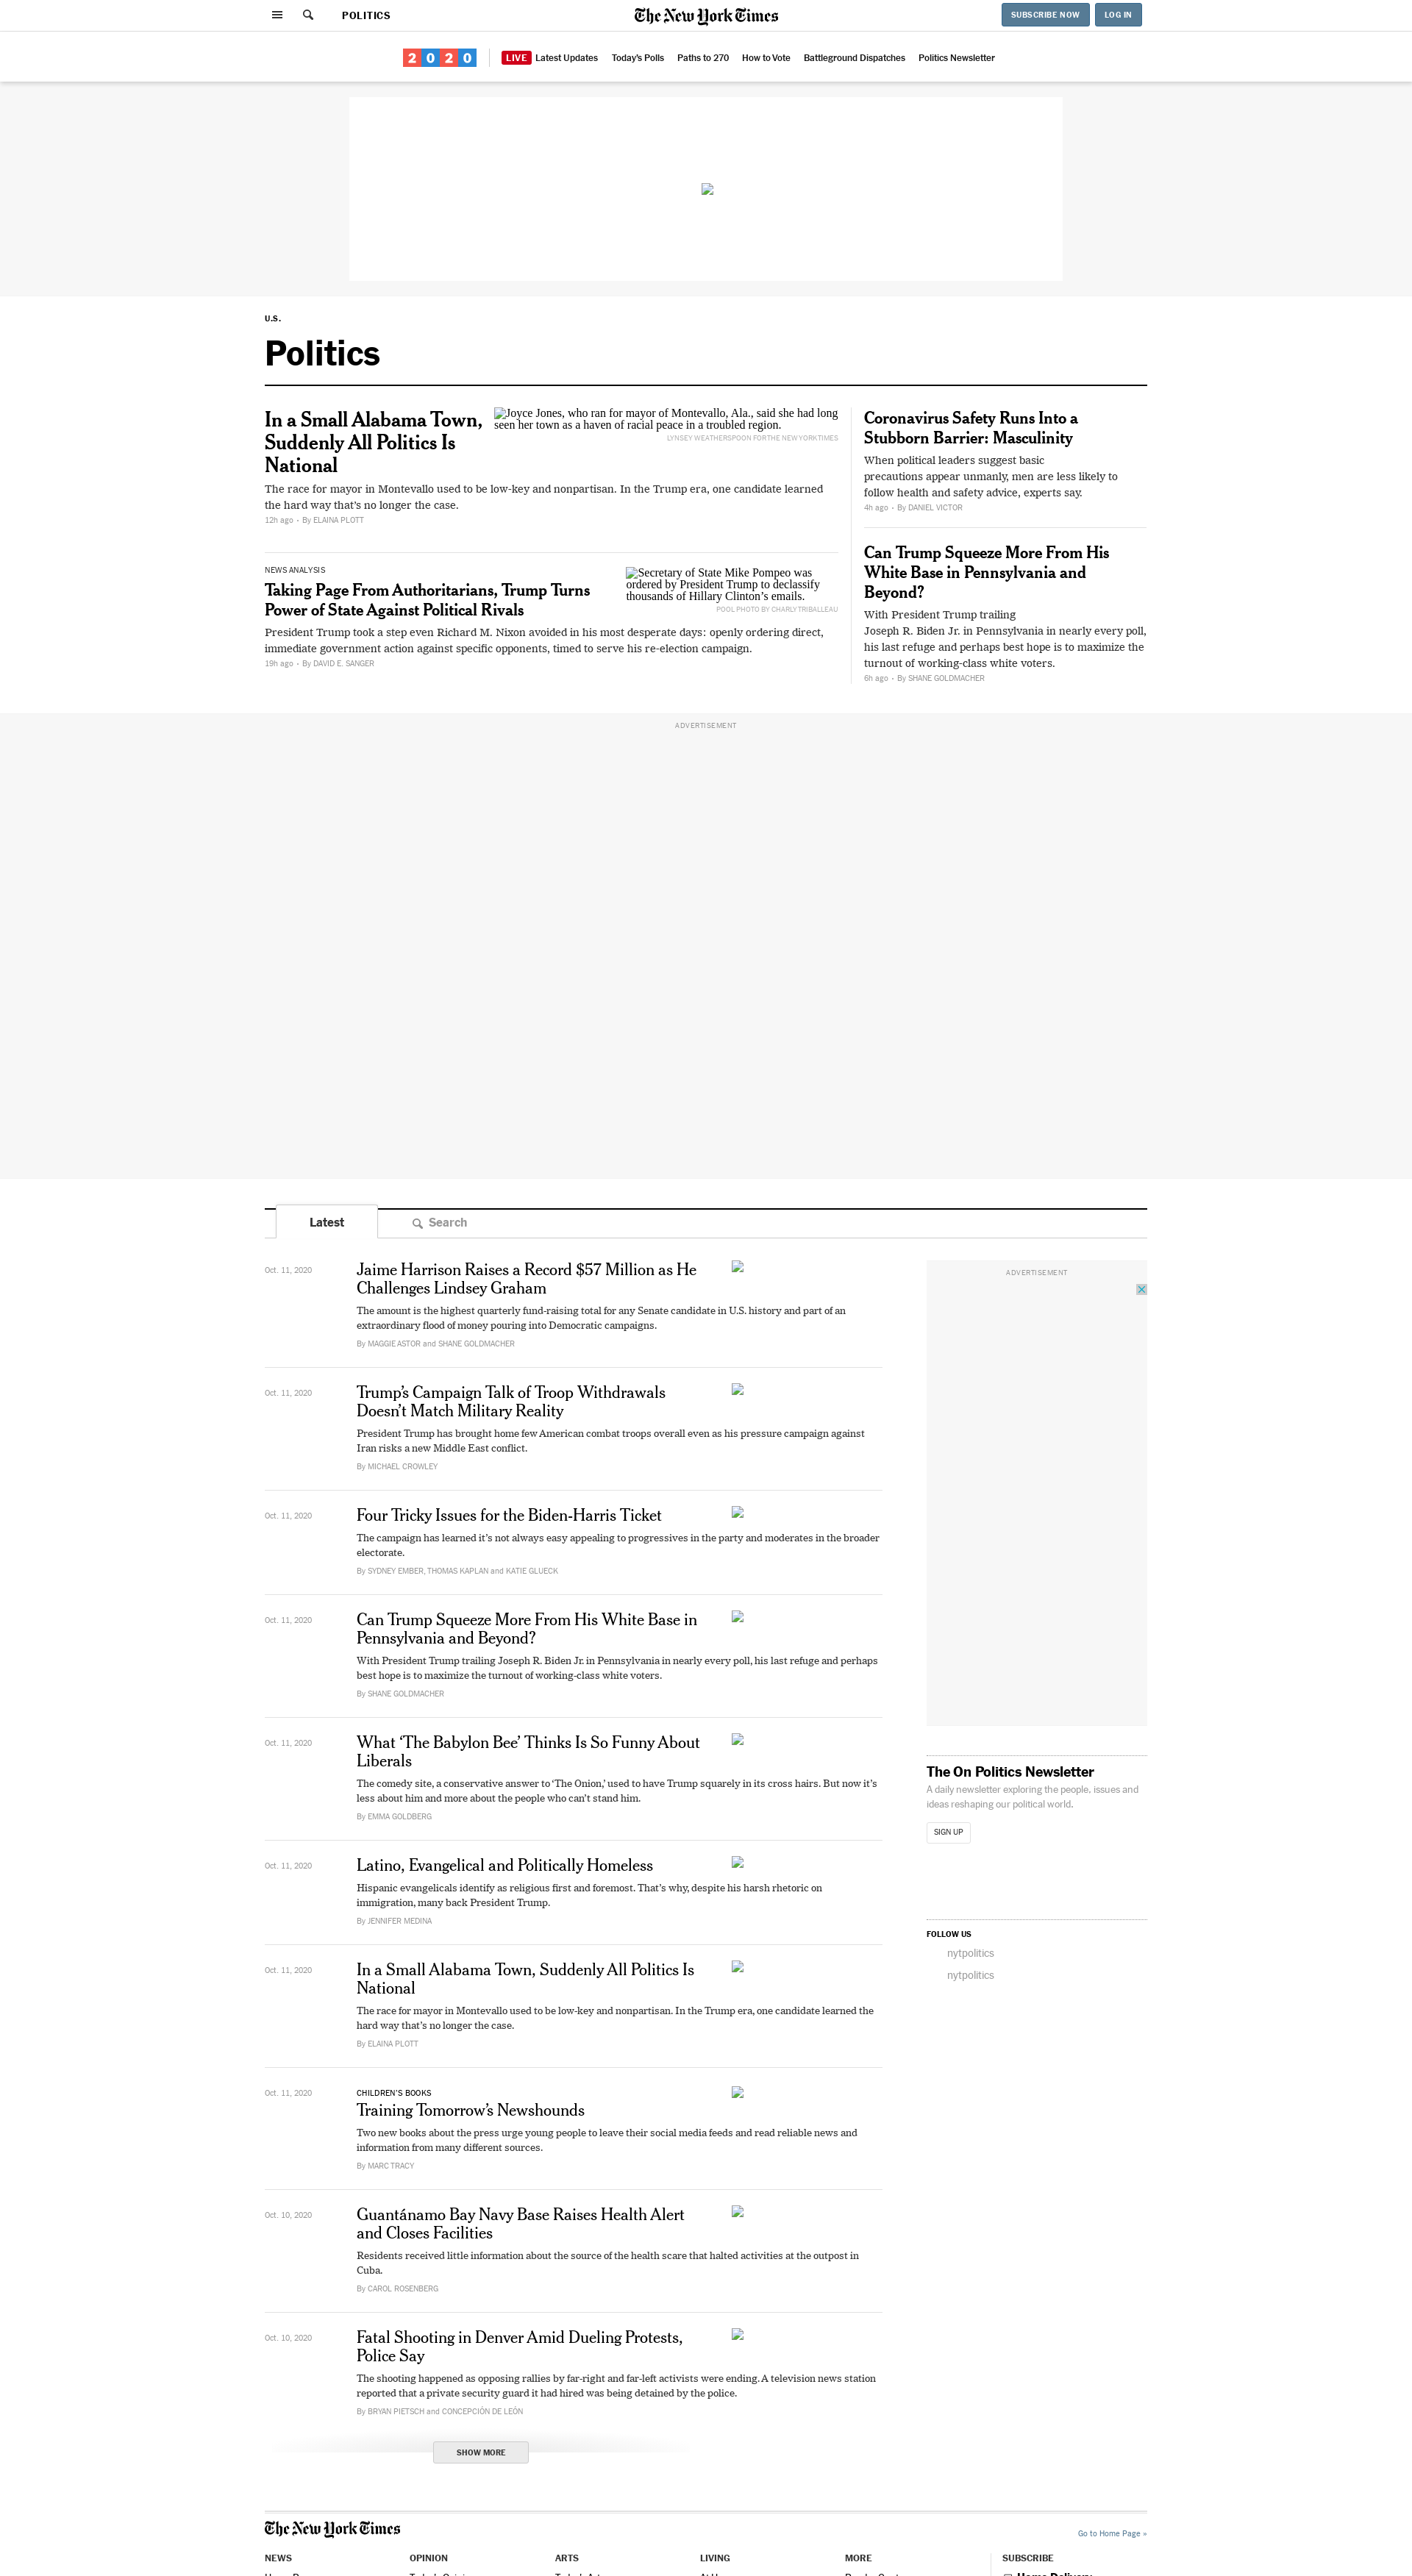 POLITICS
The New York Times
SUBSCRIBE NOW
LOG IN
2020
LIVE Latest Updates
Today's Polls
Paths to 270
How to Vote
Battleground Dispatches
Politics Newsletter
U.S.
Politics
In a Small Alabama Town,
Suddenly All Politics Is
National
Joyce Jones, who ran for mayor of Montevallo, Ala., said she had long
seen her town as a haven of racial peace in a troubled region.
LYNSEY WEATHERSPOON FOR THE NEW YORK TIMES
The race for mayor in Montevallo used to be low-key and nonpartisan. In the Trump era, one candidate learned
the hard way that's no longer the case.
12h ago • By ELAINA PLOTT
NEWS ANALYSIS
Taking Page From Authoritarians, Trump Turns
Power of State Against Political Rivals
Secretary of State Mike Pompeo was
ordered by President Trump to declassify
thousands of Hillary Clinton’s emails.
POOL PHOTO BY CHARLY TRIBALLEAU
President Trump took a step even Richard M. Nixon avoided in his most desperate days: openly ordering direct,
immediate government action against specific opponents, timed to serve his re-election campaign.
19h ago • By DAVID E. SANGER
Coronavirus Safety Runs Into a
Stubborn Barrier: Masculinity
When political leaders suggest basic
precautions appear unmanly, men are less likely to
follow health and safety advice, experts say.
4h ago • By DANIEL VICTOR
Can Trump Squeeze More From His
White Base in Pennsylvania and
Beyond?
With President Trump trailing
Joseph R. Biden Jr. in Pennsylvania in nearly every poll,
his last refuge and perhaps best hope is to maximize the
turnout of working-class white voters.
6h ago • By SHANE GOLDMACHER
ADVERTISEMENT
Latest
Search
Oct. 11, 2020
Jaime Harrison Raises a Record $57 Million as He
Challenges Lindsey Graham
The amount is the highest quarterly fund-raising total for any Senate candidate in U.S. history and part of an
extraordinary flood of money pouring into Democratic campaigns.
By MAGGIE ASTOR and SHANE GOLDMACHER
Oct. 11, 2020
Trump’s Campaign Talk of Troop Withdrawals
Doesn’t Match Military Reality
President Trump has brought home few American combat troops overall even as his pressure campaign against
Iran risks a new Middle East conflict.
By MICHAEL CROWLEY
Oct. 11, 2020
Four Tricky Issues for the Biden-Harris Ticket
The campaign has learned it’s not always easy appealing to progressives in the party and moderates in the broader
electorate.
By SYDNEY EMBER, THOMAS KAPLAN and KATIE GLUECK
Oct. 11, 2020
Can Trump Squeeze More From His White Base in
Pennsylvania and Beyond?
With President Trump trailing Joseph R. Biden Jr. in Pennsylvania in nearly every poll, his last refuge and perhaps
best hope is to maximize the turnout of working-class white voters.
By SHANE GOLDMACHER
Oct. 11, 2020
What ‘The Babylon Bee’ Thinks Is So Funny About
Liberals
The comedy site, a conservative answer to ‘The Onion,’ used to have Trump squarely in its cross hairs. But now it’s
less about him and more about the people who can’t stand him.
By EMMA GOLDBERG
Oct. 11, 2020
Latino, Evangelical and Politically Homeless
Hispanic evangelicals identify as religious first and foremost. That’s why, despite his harsh rhetoric on
immigration, many back President Trump.
By JENNIFER MEDINA
Oct. 11, 2020
In a Small Alabama Town, Suddenly All Politics Is
National
The race for mayor in Montevallo used to be low-key and nonpartisan. In the Trump era, one candidate learned the
hard way that’s no longer the case.
By ELAINA PLOTT
Oct. 11, 2020
CHILDREN’S BOOKS
Training Tomorrow’s Newshounds
Two new books about the press urge young people to leave their social media feeds and read reliable news and
information from many different sources.
By MARC TRACY
Oct. 10, 2020
Guantánamo Bay Navy Base Raises Health Alert
and Closes Facilities
Residents received little information about the source of the health scare that halted activities at the outpost in
Cuba.
By CAROL ROSENBERG
Oct. 10, 2020
Fatal Shooting in Denver Amid Dueling Protests,
Police Say
The shooting happened as opposing rallies by far-right and far-left activists were ending. A television news station
reported that a private security guard it had hired was being detained by the police.
By BRYAN PIETSCH and CONCEPCIÓN DE LEÓN
SHOW MORE
ADVERTISEMENT
The On Politics Newsletter
A daily newsletter exploring the people, issues and
ideas reshaping our political world.
SIGN UP
FOLLOW US
nytpolitics
nytpolitics
The New York Times
Go to Home Page »
NEWS
OPINION
ARTS
LIVING
MORE
SUBSCRIBE